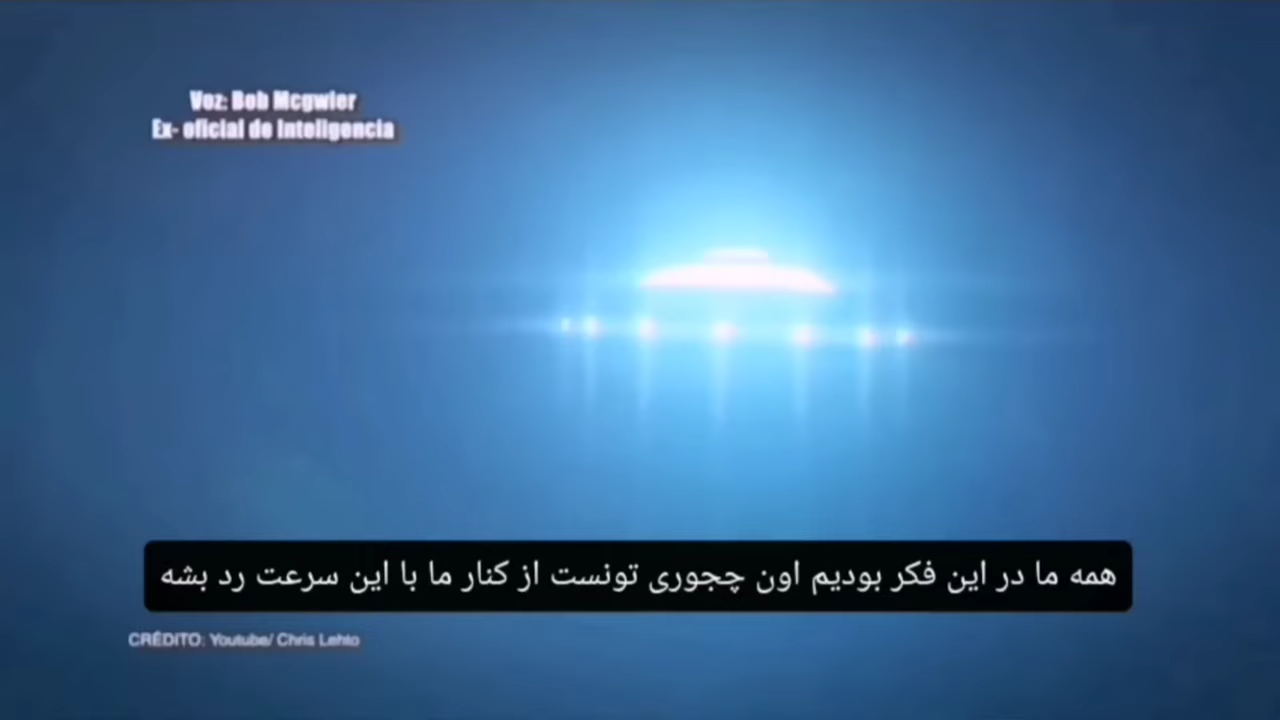 Voz: Bob Mcgwier
Ex- oficial de Inteligencia
همه ما در این فکر بودیم اون چجوری تونست از کنار ما با این سرعت رد بشه
CRÉDITO: Youtube/ Chris Lehto